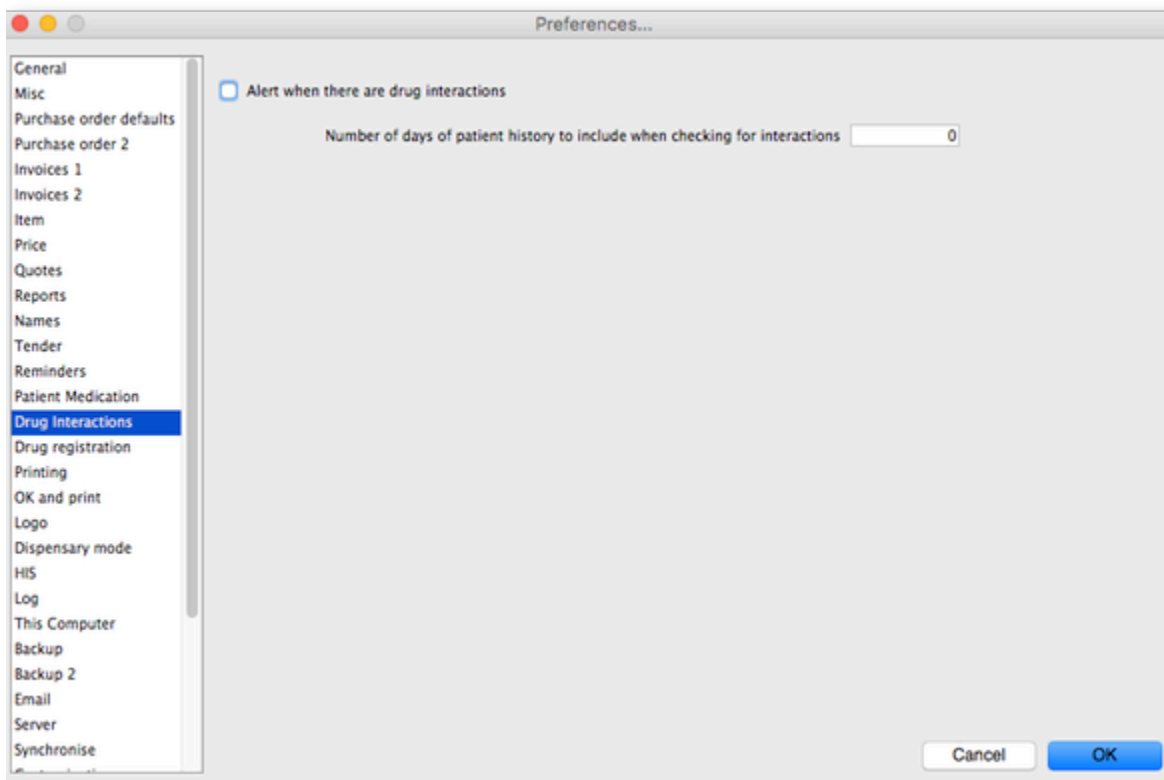 Preferences...
General
Misc
Purchase order defaults
Purchase order 2
Invoices 1
Invoices 2
Item
Price
Quotes
Reports
Names
Tender
Reminders
Patient Medication
Drug Interactions
Drug registration
Printing
OK and print
Logo
Dispensary mode
HIS
Log
This Computer
Backup
Backup 2
Email
Server
Synchronise
Alert when there are drug interactions
Number of days of patient history to include when checking for interactions 0
Cancel OK